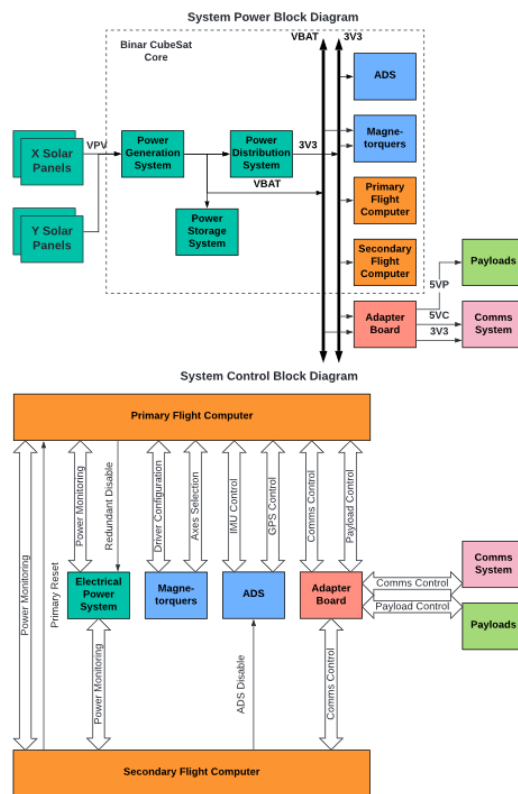 System Power Block Diagram
VBAT
3V3
Binar CubeSat
Core
ADS
X Solar
Panels
VPV
Power
Generation
System
Power
Distribution
System
3V3
Magne-
torquers
VBAT
Primary
Flight
Computer
Y Solar
Panels
Power
Storage
System
Secondary
Flight
Computer
Payloads
5VP
Adapter
Board
5VC
3V3
Comms
System
System Control Block Diagram
Primary Flight Computer
Power Monitoring
Primary Reset
Power Monitoring
Redundant Disable
Driver Configuration
Axes Selection
IMU Control
GPS Control
Comms Control
Payload Control
Electrical
Power
System
Magne-
torquers
ADS
Adapter
Board
Comms Control
Payload Control
Comms
System
Payloads
Power Monitoring
ADS Disable
Comms Control
Secondary Flight Computer